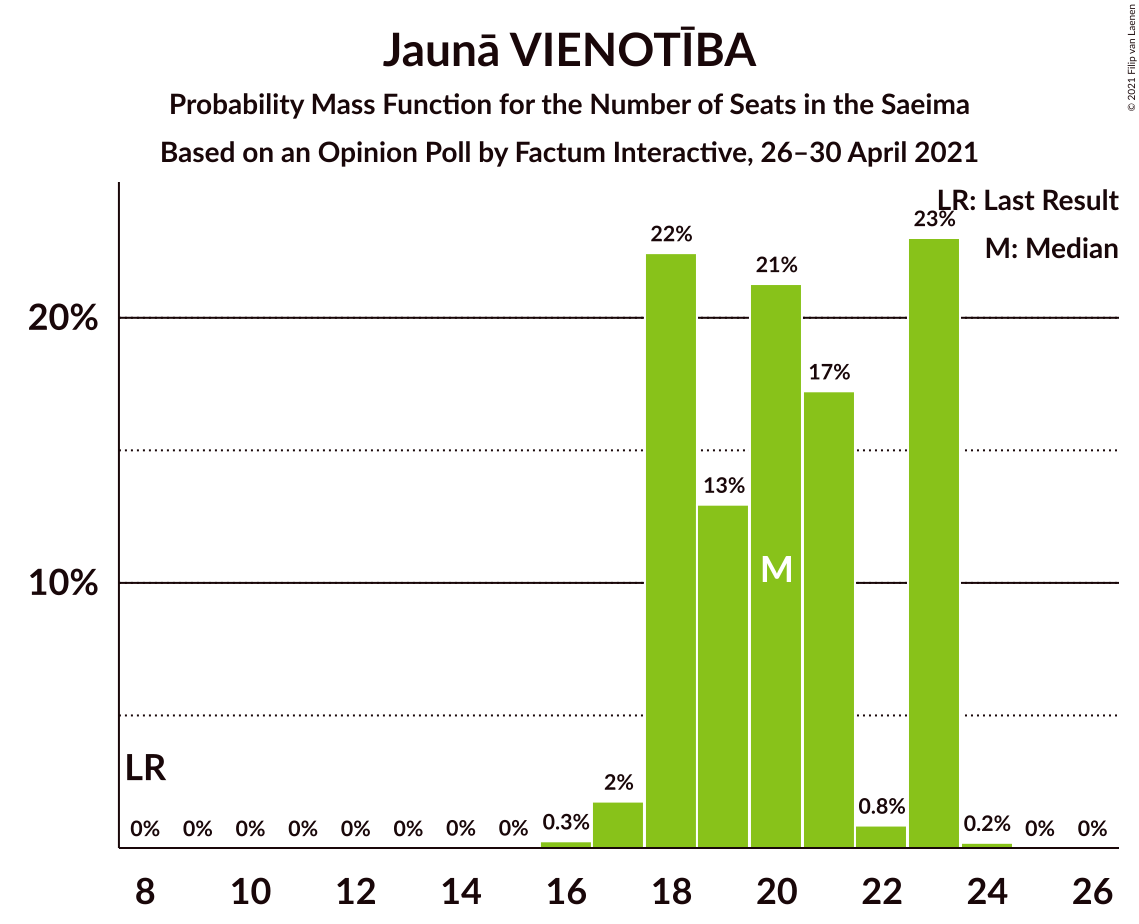 Jaunā VIENOTĪBA
Probability Mass Function for the Number of Seats in the Saeima
Based on an Opinion Poll by Factum Interactive, 26–30 April 2021
© 2021 Filip van Laenen
LR: Last Result
M: Median
20%
10%
22%
13%
21%
17%
23%
M
LR
0%
0%
0%
0%
0%
0%
0%
0%
0.3%
2%
0.8%
0.2%
0%
0%
8 10 12 14 16 18 20 22 24 26